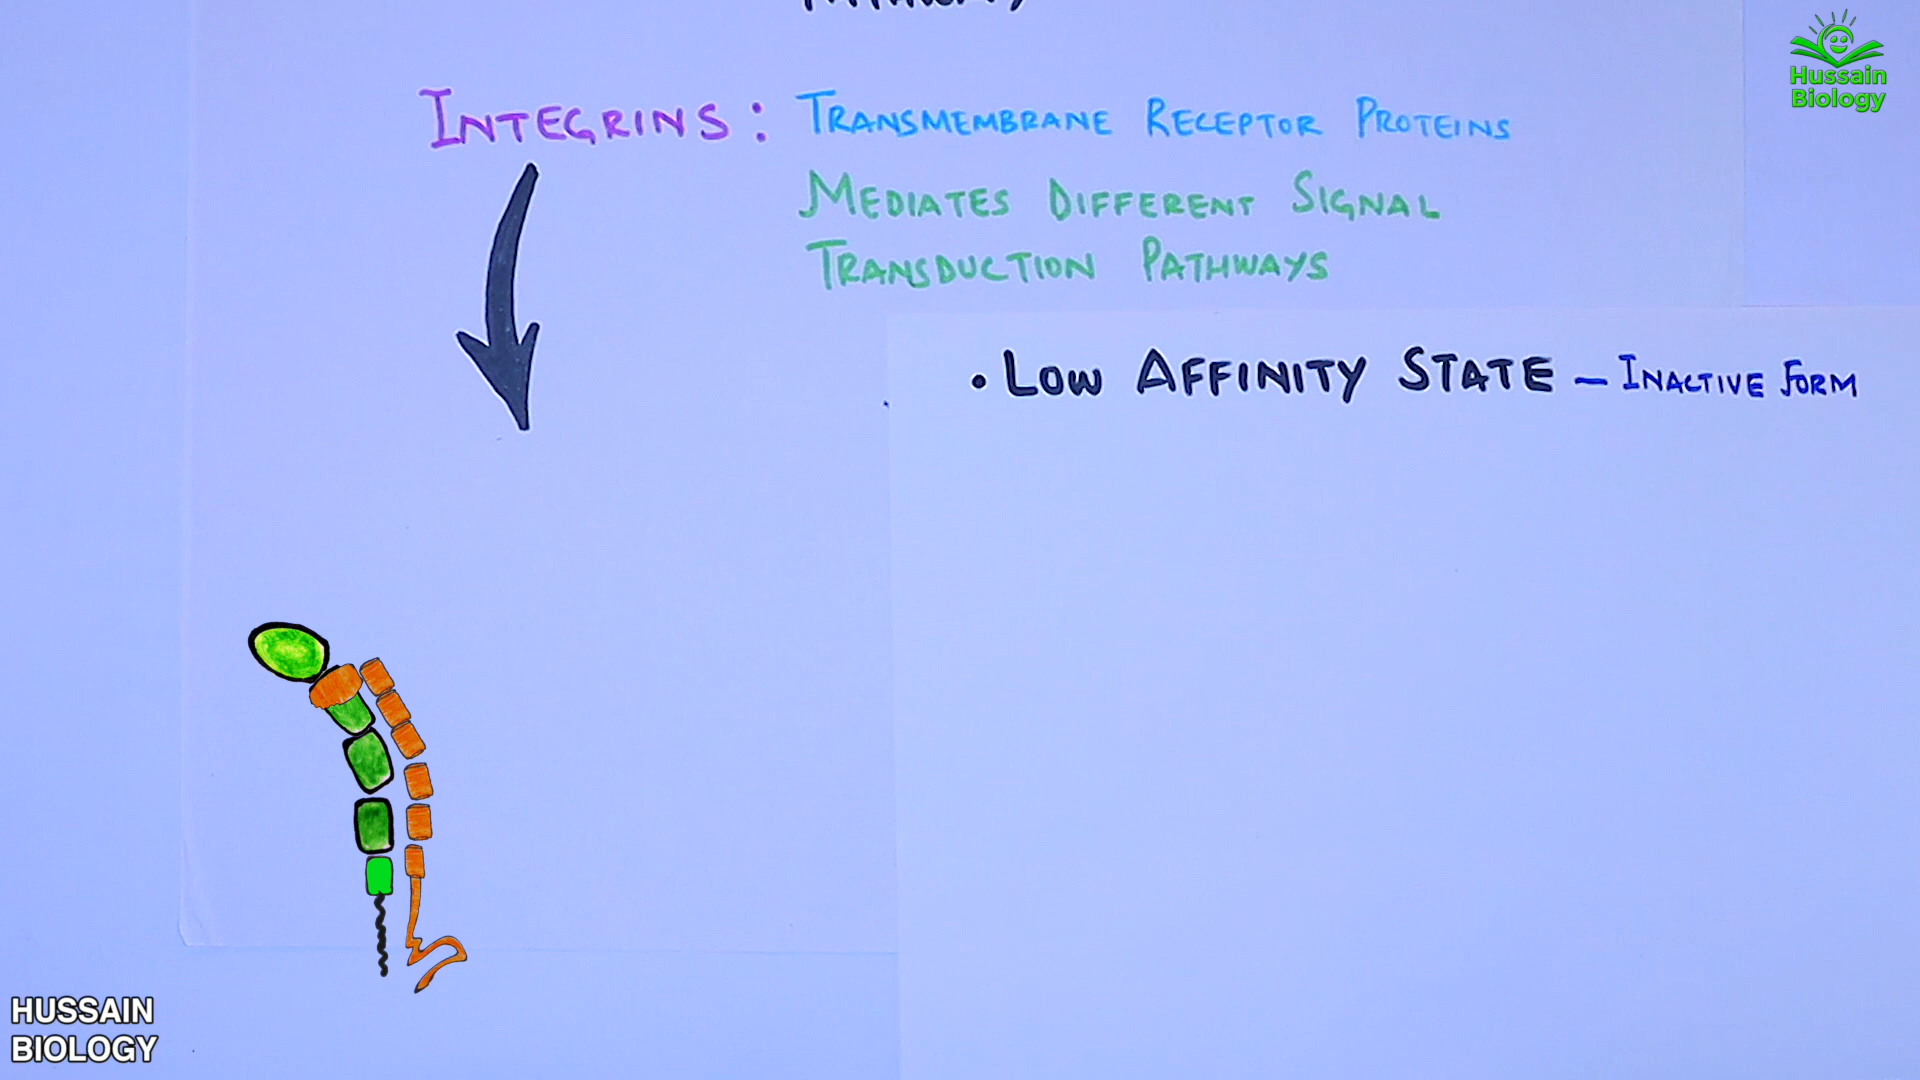 INTEGRINS: TRANSMEMBRANE RECEPTOR PROTEINS
MEDIATES DIFFERENT SIGNAL
TRANSDUCTION PATHWAYS
• LOW AFFINITY STATE – INACTIVE FORM
Hussain
Biology
HUSSAIN
BIOLOGY